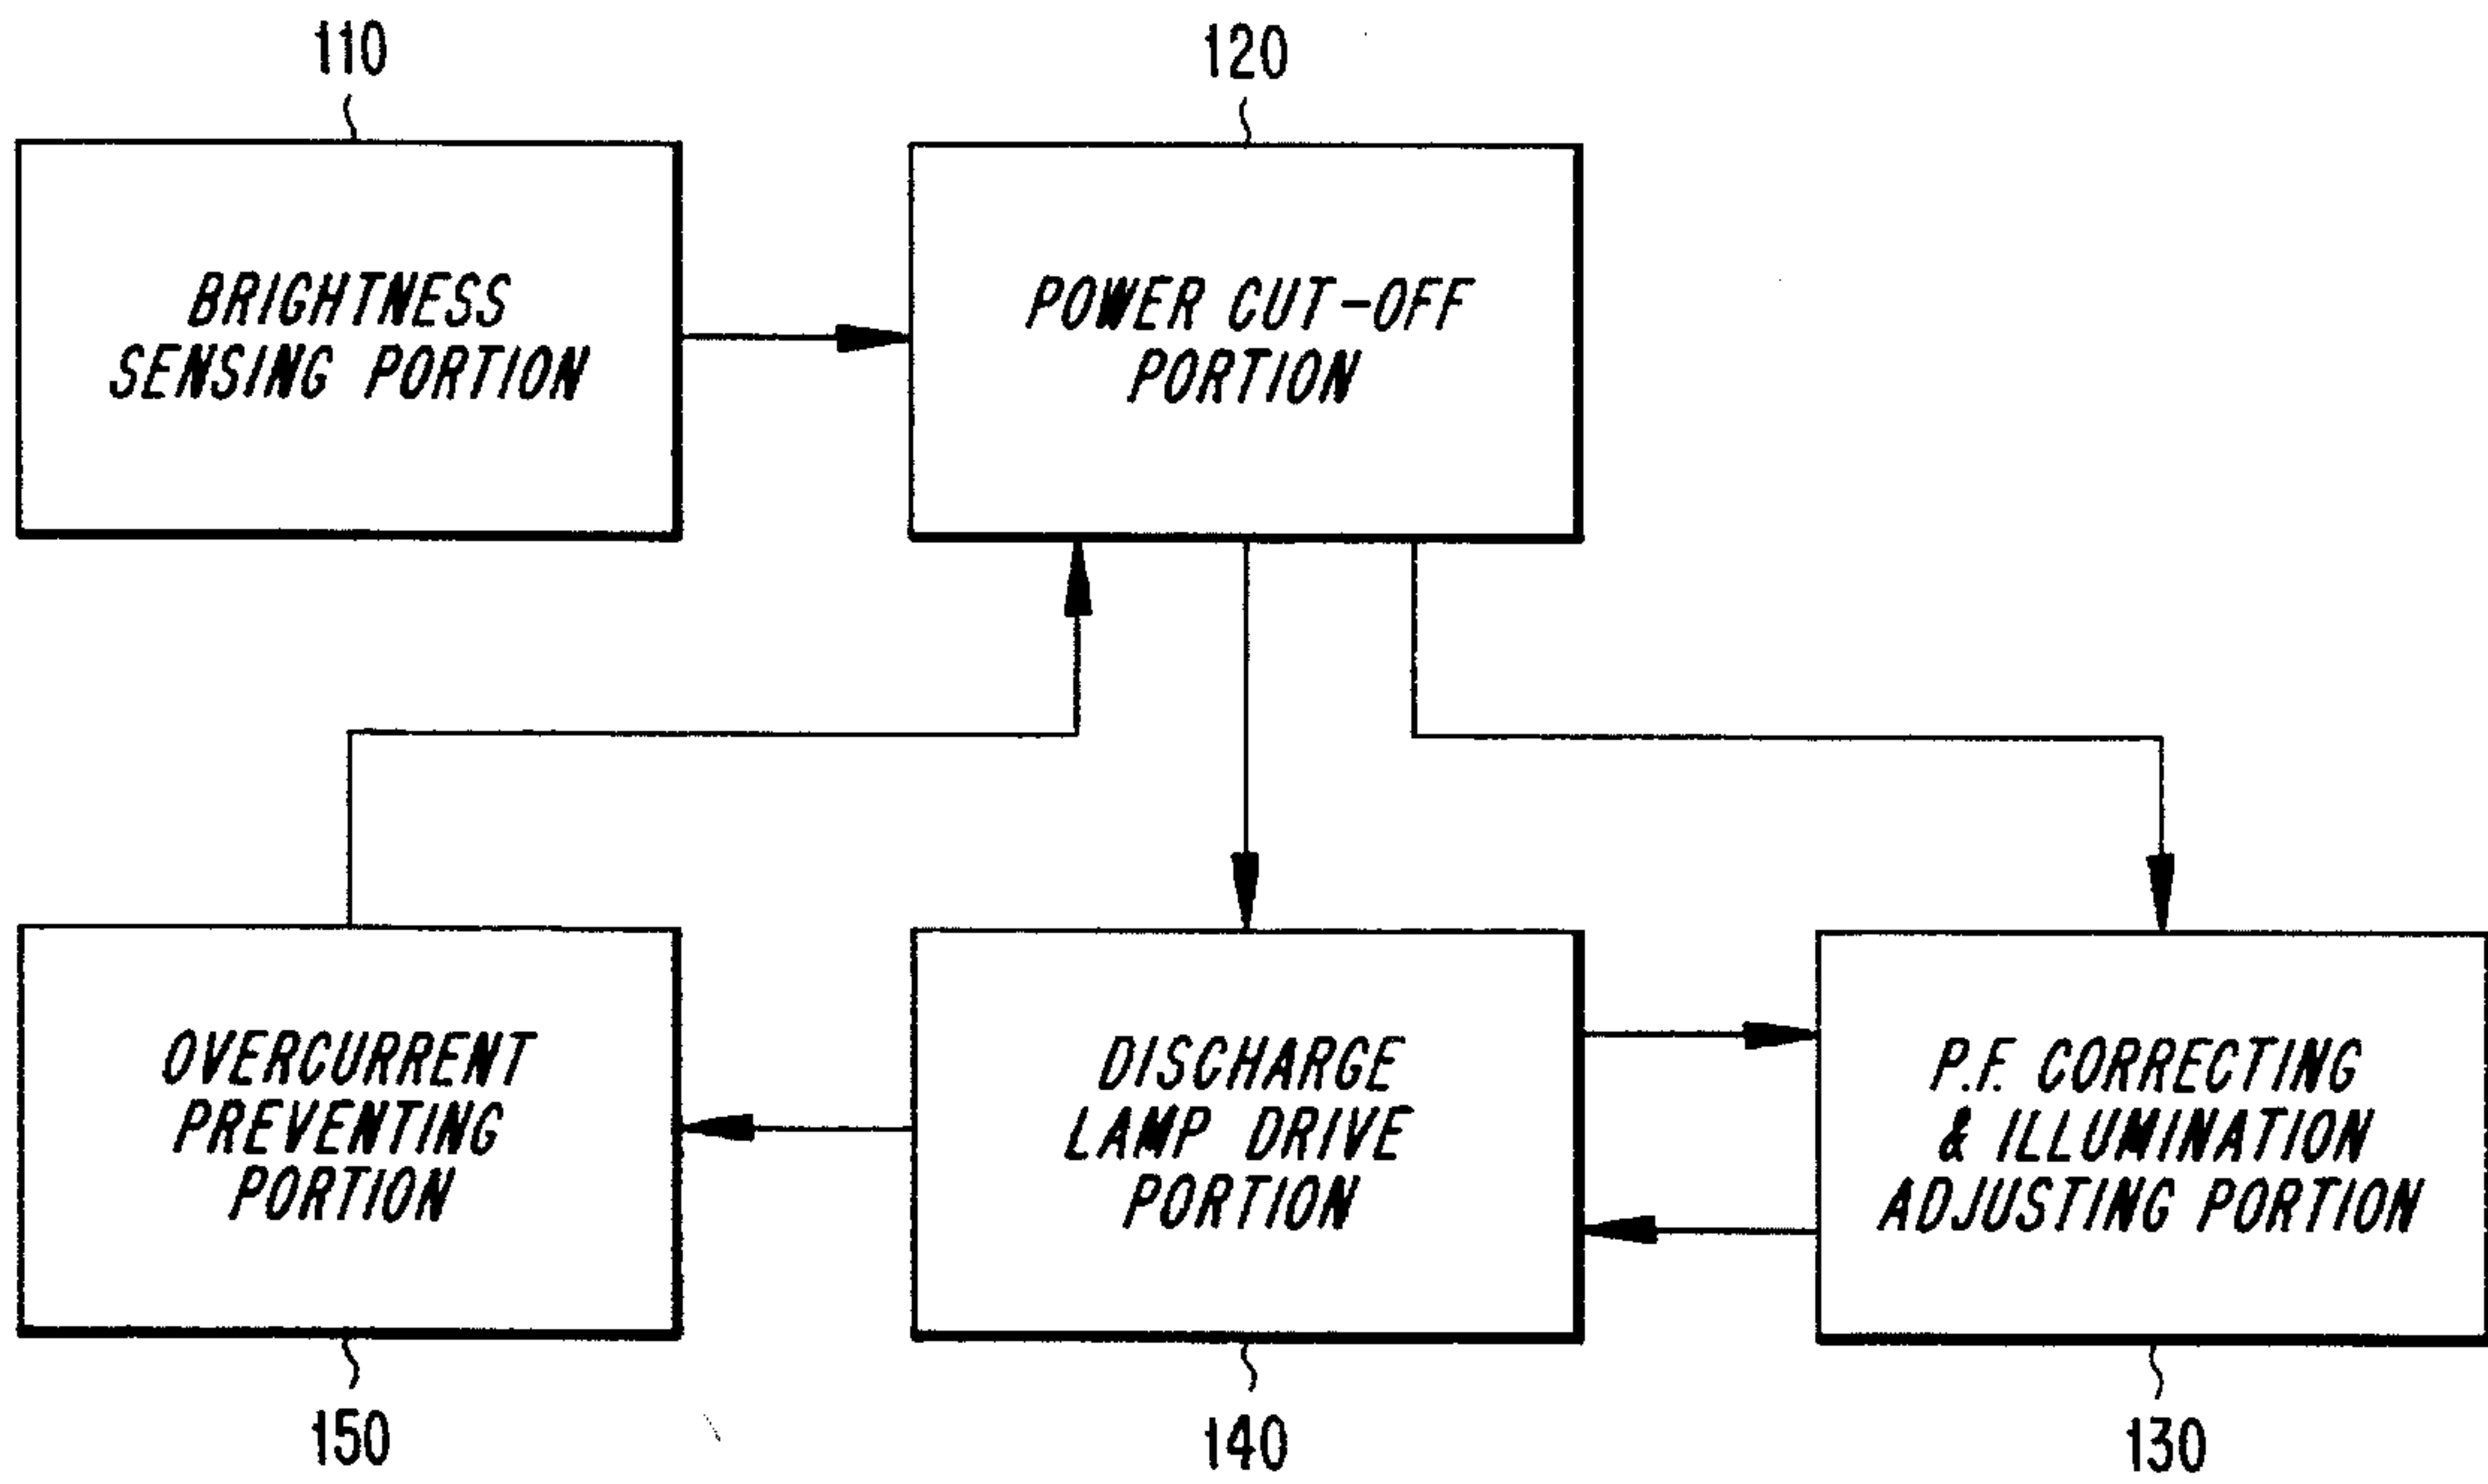 110
120
BRIGHTNESS
SENSING PORTION
POWER CUT-OFF
PORTION
OVERCURRENT
PREVENTING
PORTION
DISCHARGE
LAMP DRIVE
PORTION
P.F. CORRECTING
& ILLUMINATION
ADJUSTING PORTION
150
140
130